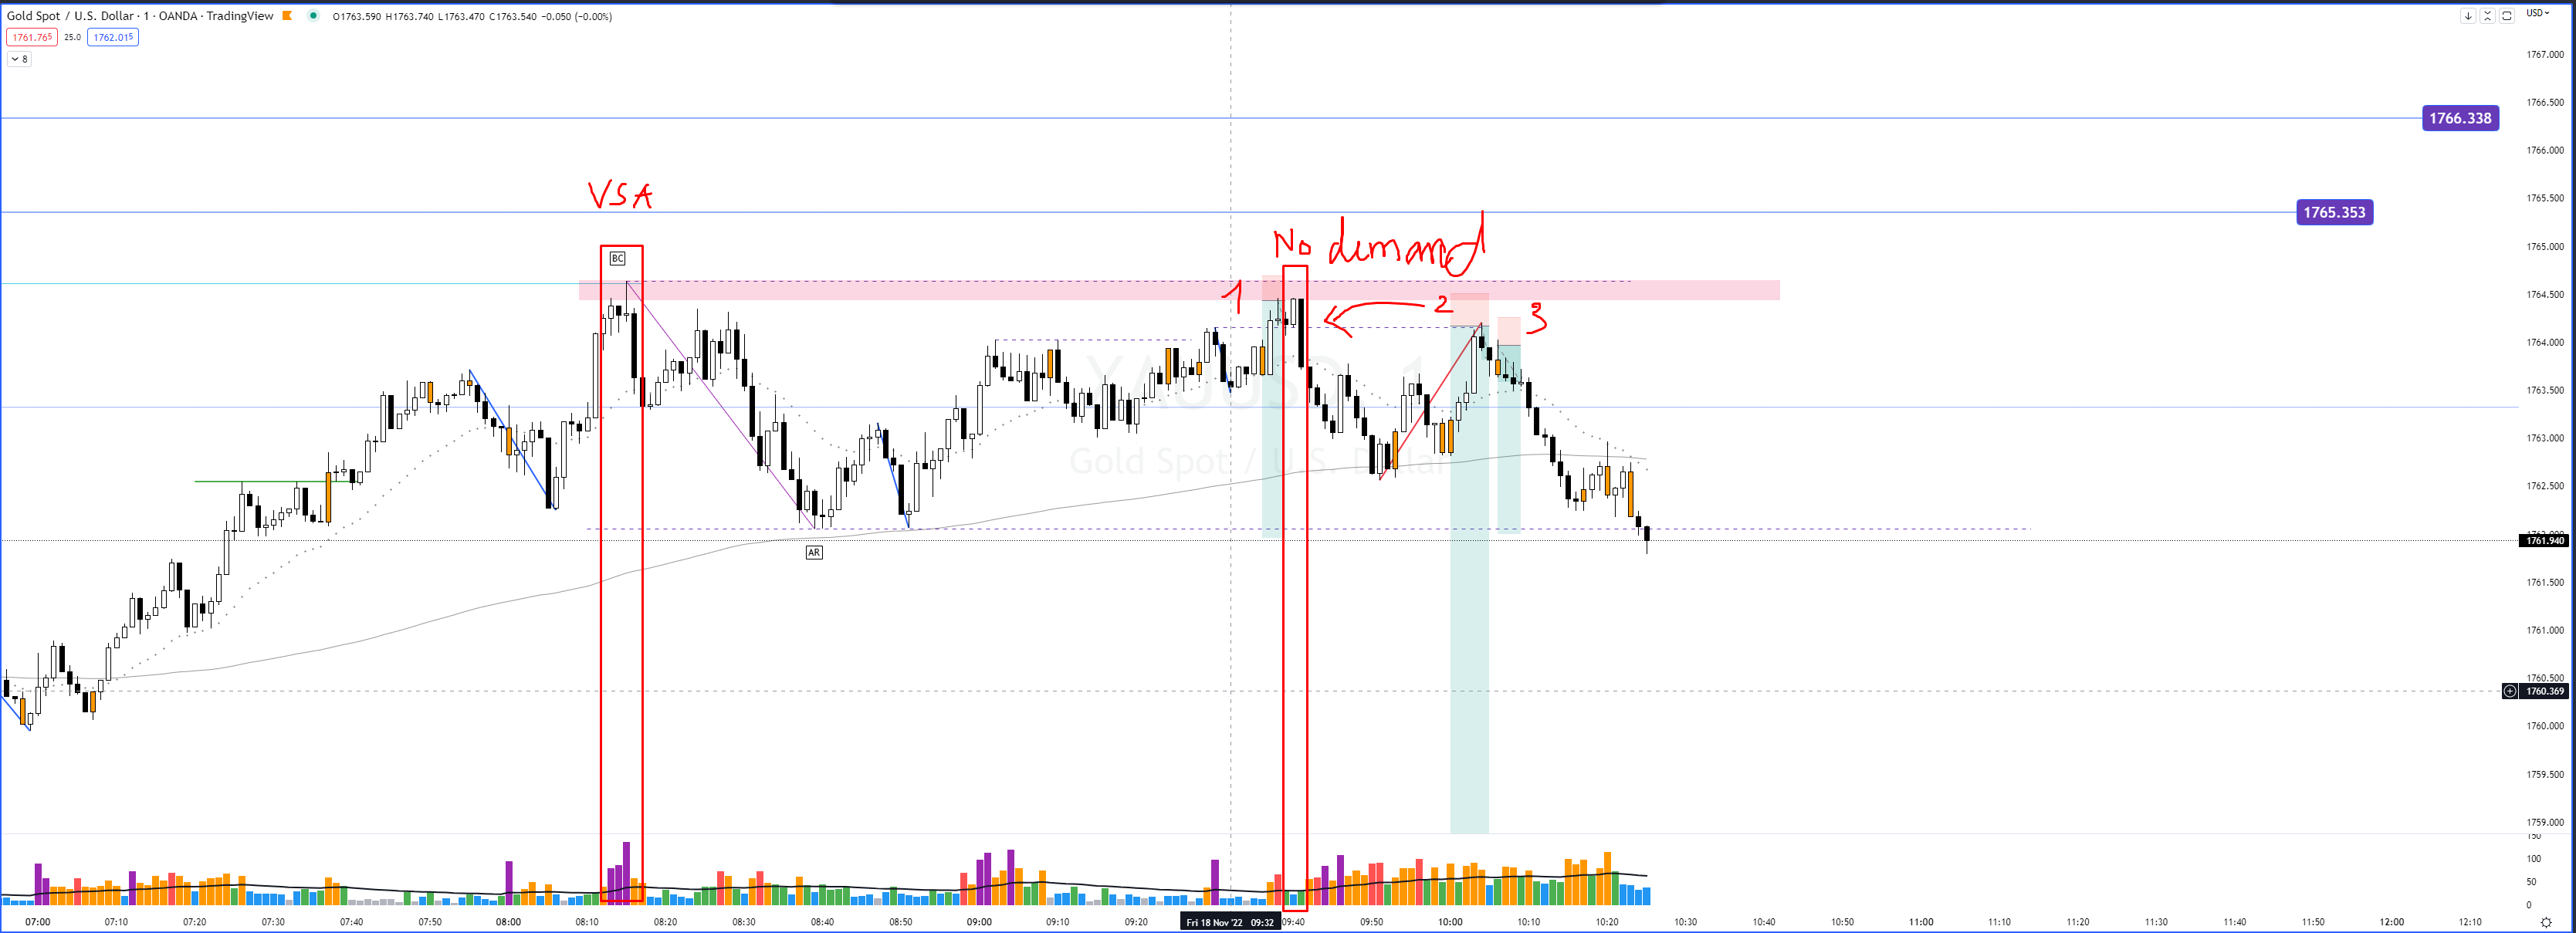 Gold Spot / U.S. Dollar · 1 · OANDA · TradingView O1763.590 H1763.740 L1763.470 C1763.540 −0.050 (−0.00%)
USD
1761.765 25.0 1762.015
8
1767.000
1766.500
1766.338
1766.000
VSA
1765.500
1765.353
BC
No demand
1765.000
1
2
3
1764.500
1764.000
XAUUSD, 1
1763.500
1763.000
Gold Spot / U.S. Dollar
1762.500
AR
1761.940
1761.500
1761.000
1760.500
1760.369
1760.000
1759.500
1759.000
150
100
50
0
07:00 07:10 07:20 07:30 07:40 07:50 08:00 08:10 08:20 08:30 08:40 08:50 09:00 09:10 09:20 Fri 18 Nov '22 09:32 09:40 09:50 10:00 10:10 10:20 10:30 10:40 10:50 11:00 11:10 11:20 11:30 11:40 11:50 12:00 12:10